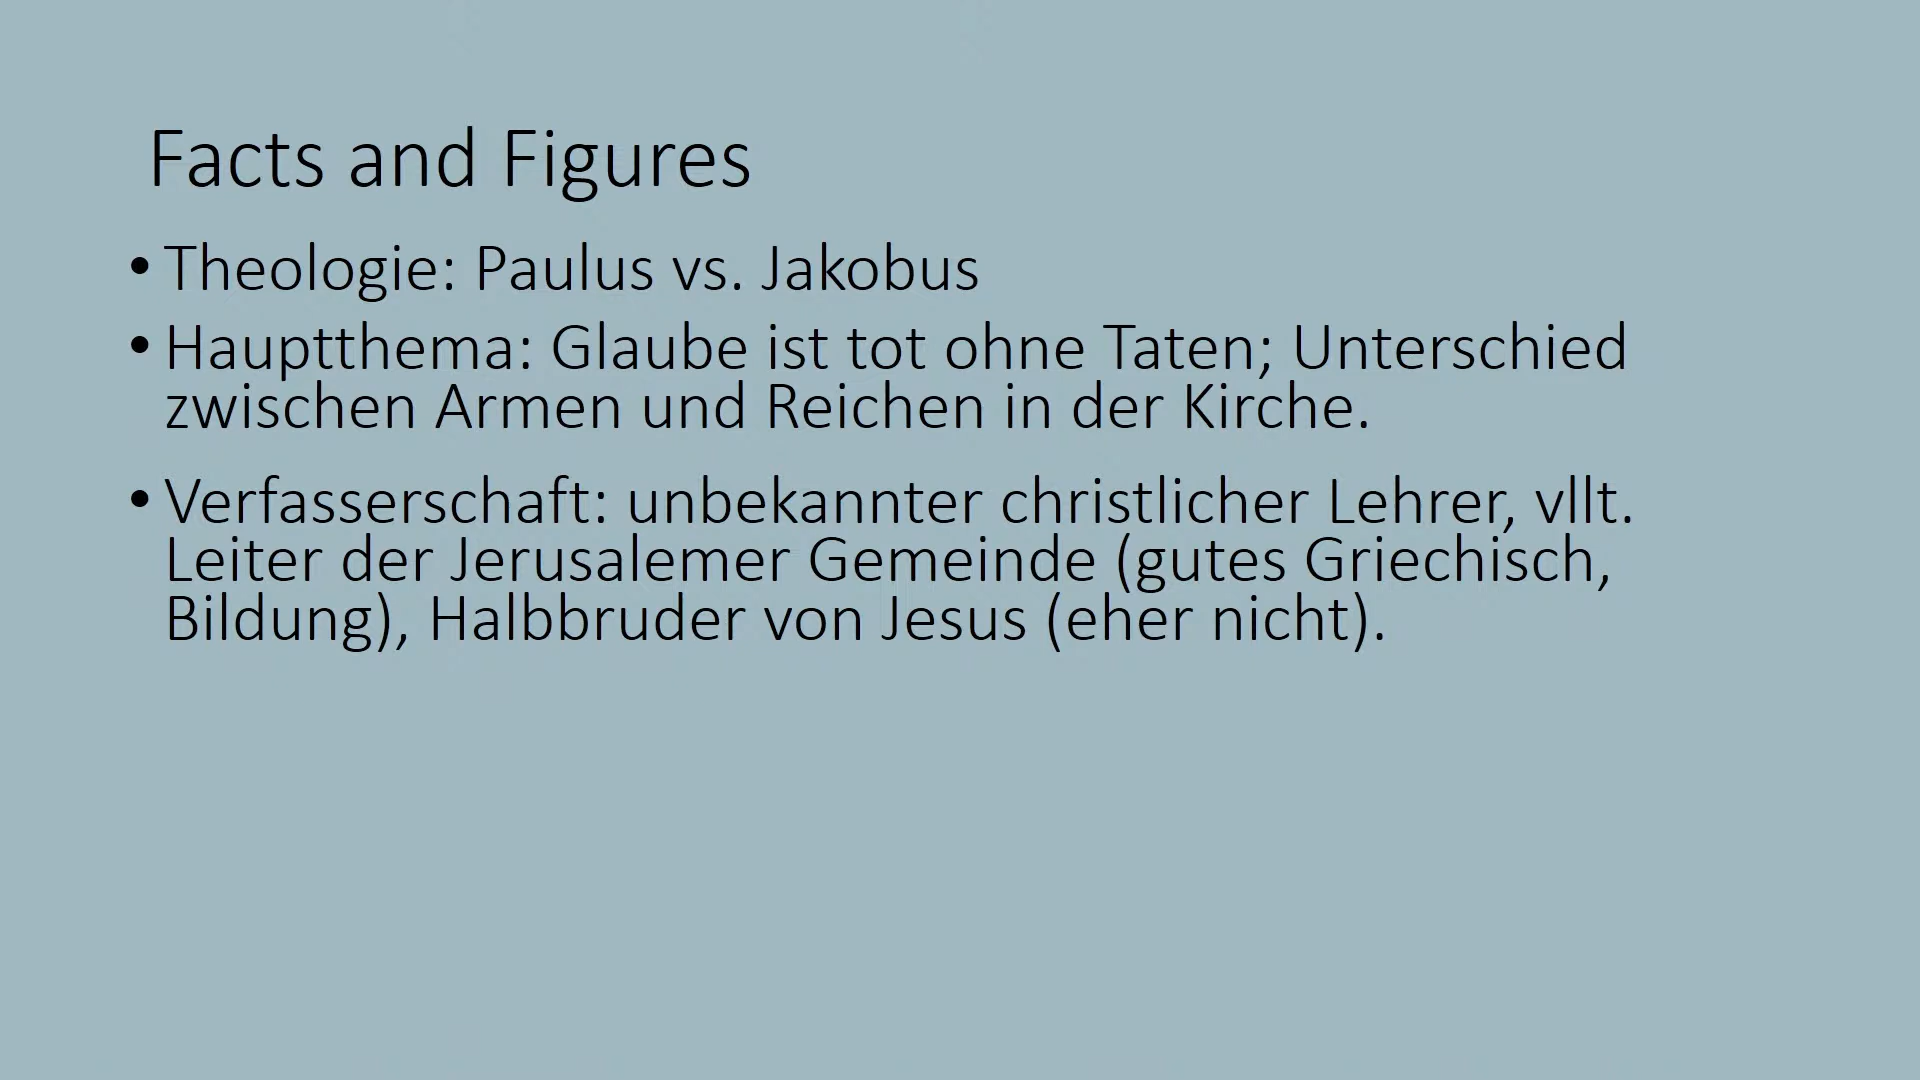 Facts and Figures
• Theologie: Paulus vs. Jakobus
• Hauptthema: Glaube ist tot ohne Taten; Unterschied
zwischen Armen und Reichen in der Kirche.
• Verfasserschaft: unbekannter christlicher Lehrer, vllt.
Leiter der Jerusalemer Gemeinde (gutes Griechisch,
Bildung), Halbbruder von Jesus (eher nicht).